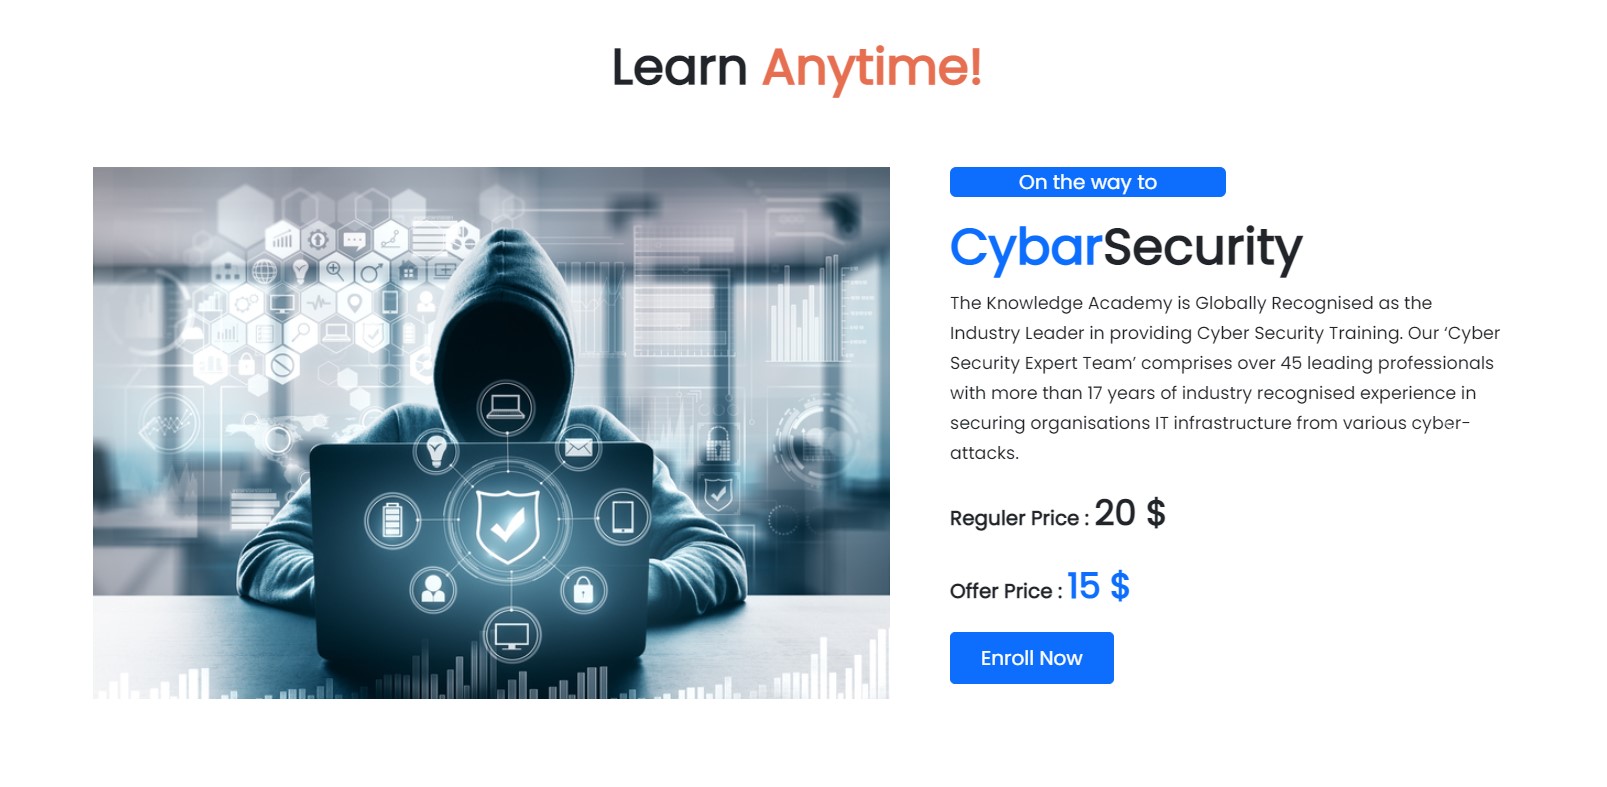 Learn Anytime!
On the way to
CybarSecurity
The Knowledge Academy is Globally Recognised as the
Industry Leader in providing Cyber Security Training. Our ‘Cyber
Security Expert Team’ comprises over 45 leading professionals
with more than 17 years of industry recognised experience in
securing organisations IT infrastructure from various cyber-
attacks.
Reguler Price : 20 $
Offer Price : 15 $
Enroll Now